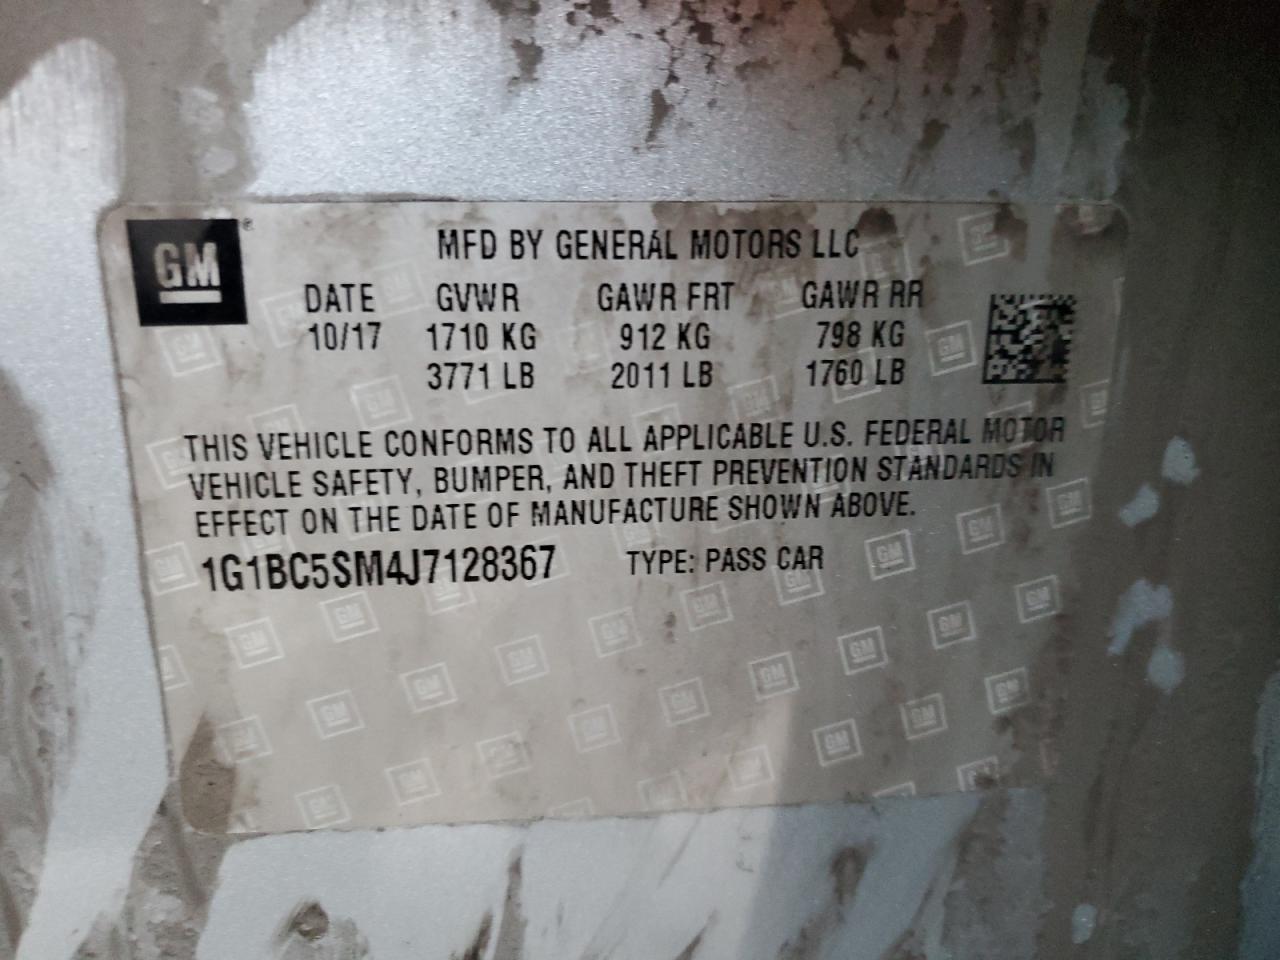 GM ®
MFD BY GENERAL MOTORS LLC
DATE GVWR GAWR FRT GAWR RR
10/17 1710 KG 912 KG 798 KG
3771 LB 2011 LB 1760 LB
THIS VEHICLE CONFORMS TO ALL APPLICABLE U.S. FEDERAL MOTOR
VEHICLE SAFETY, BUMPER, AND THEFT PREVENTION STANDARDS IN
EFFECT ON THE DATE OF MANUFACTURE SHOWN ABOVE.
1G1BC5SM4J7128367 TYPE: PASS CAR